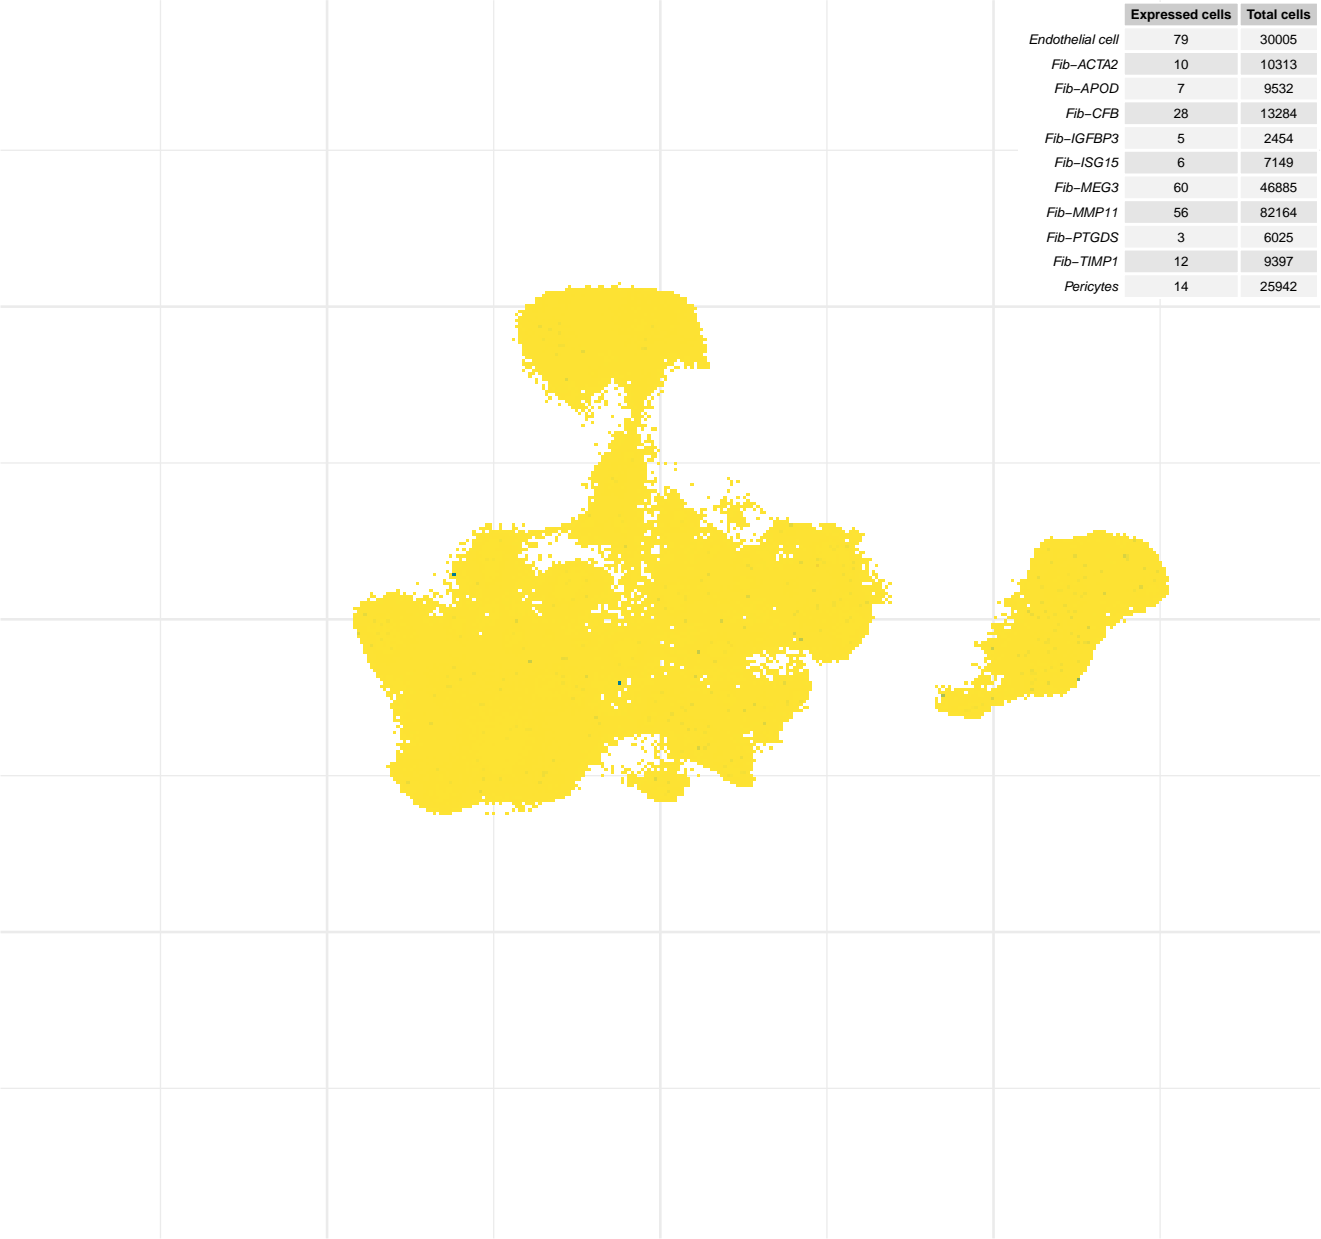 Expressed cells Total cells
Endothelial cell 79 30005
Fib−ACTA2 10 10313
Fib−APOD 7 9532
Fib−CFB 28 13284
Fib−IGFBP3 5 2454
Fib−ISG15 6 7149
Fib−MEG3 60 46885
Fib−MMP11 56 82164
Fib−PTGDS 3 6025
Fib−TIMP1 12 9397
Pericytes 14 25942